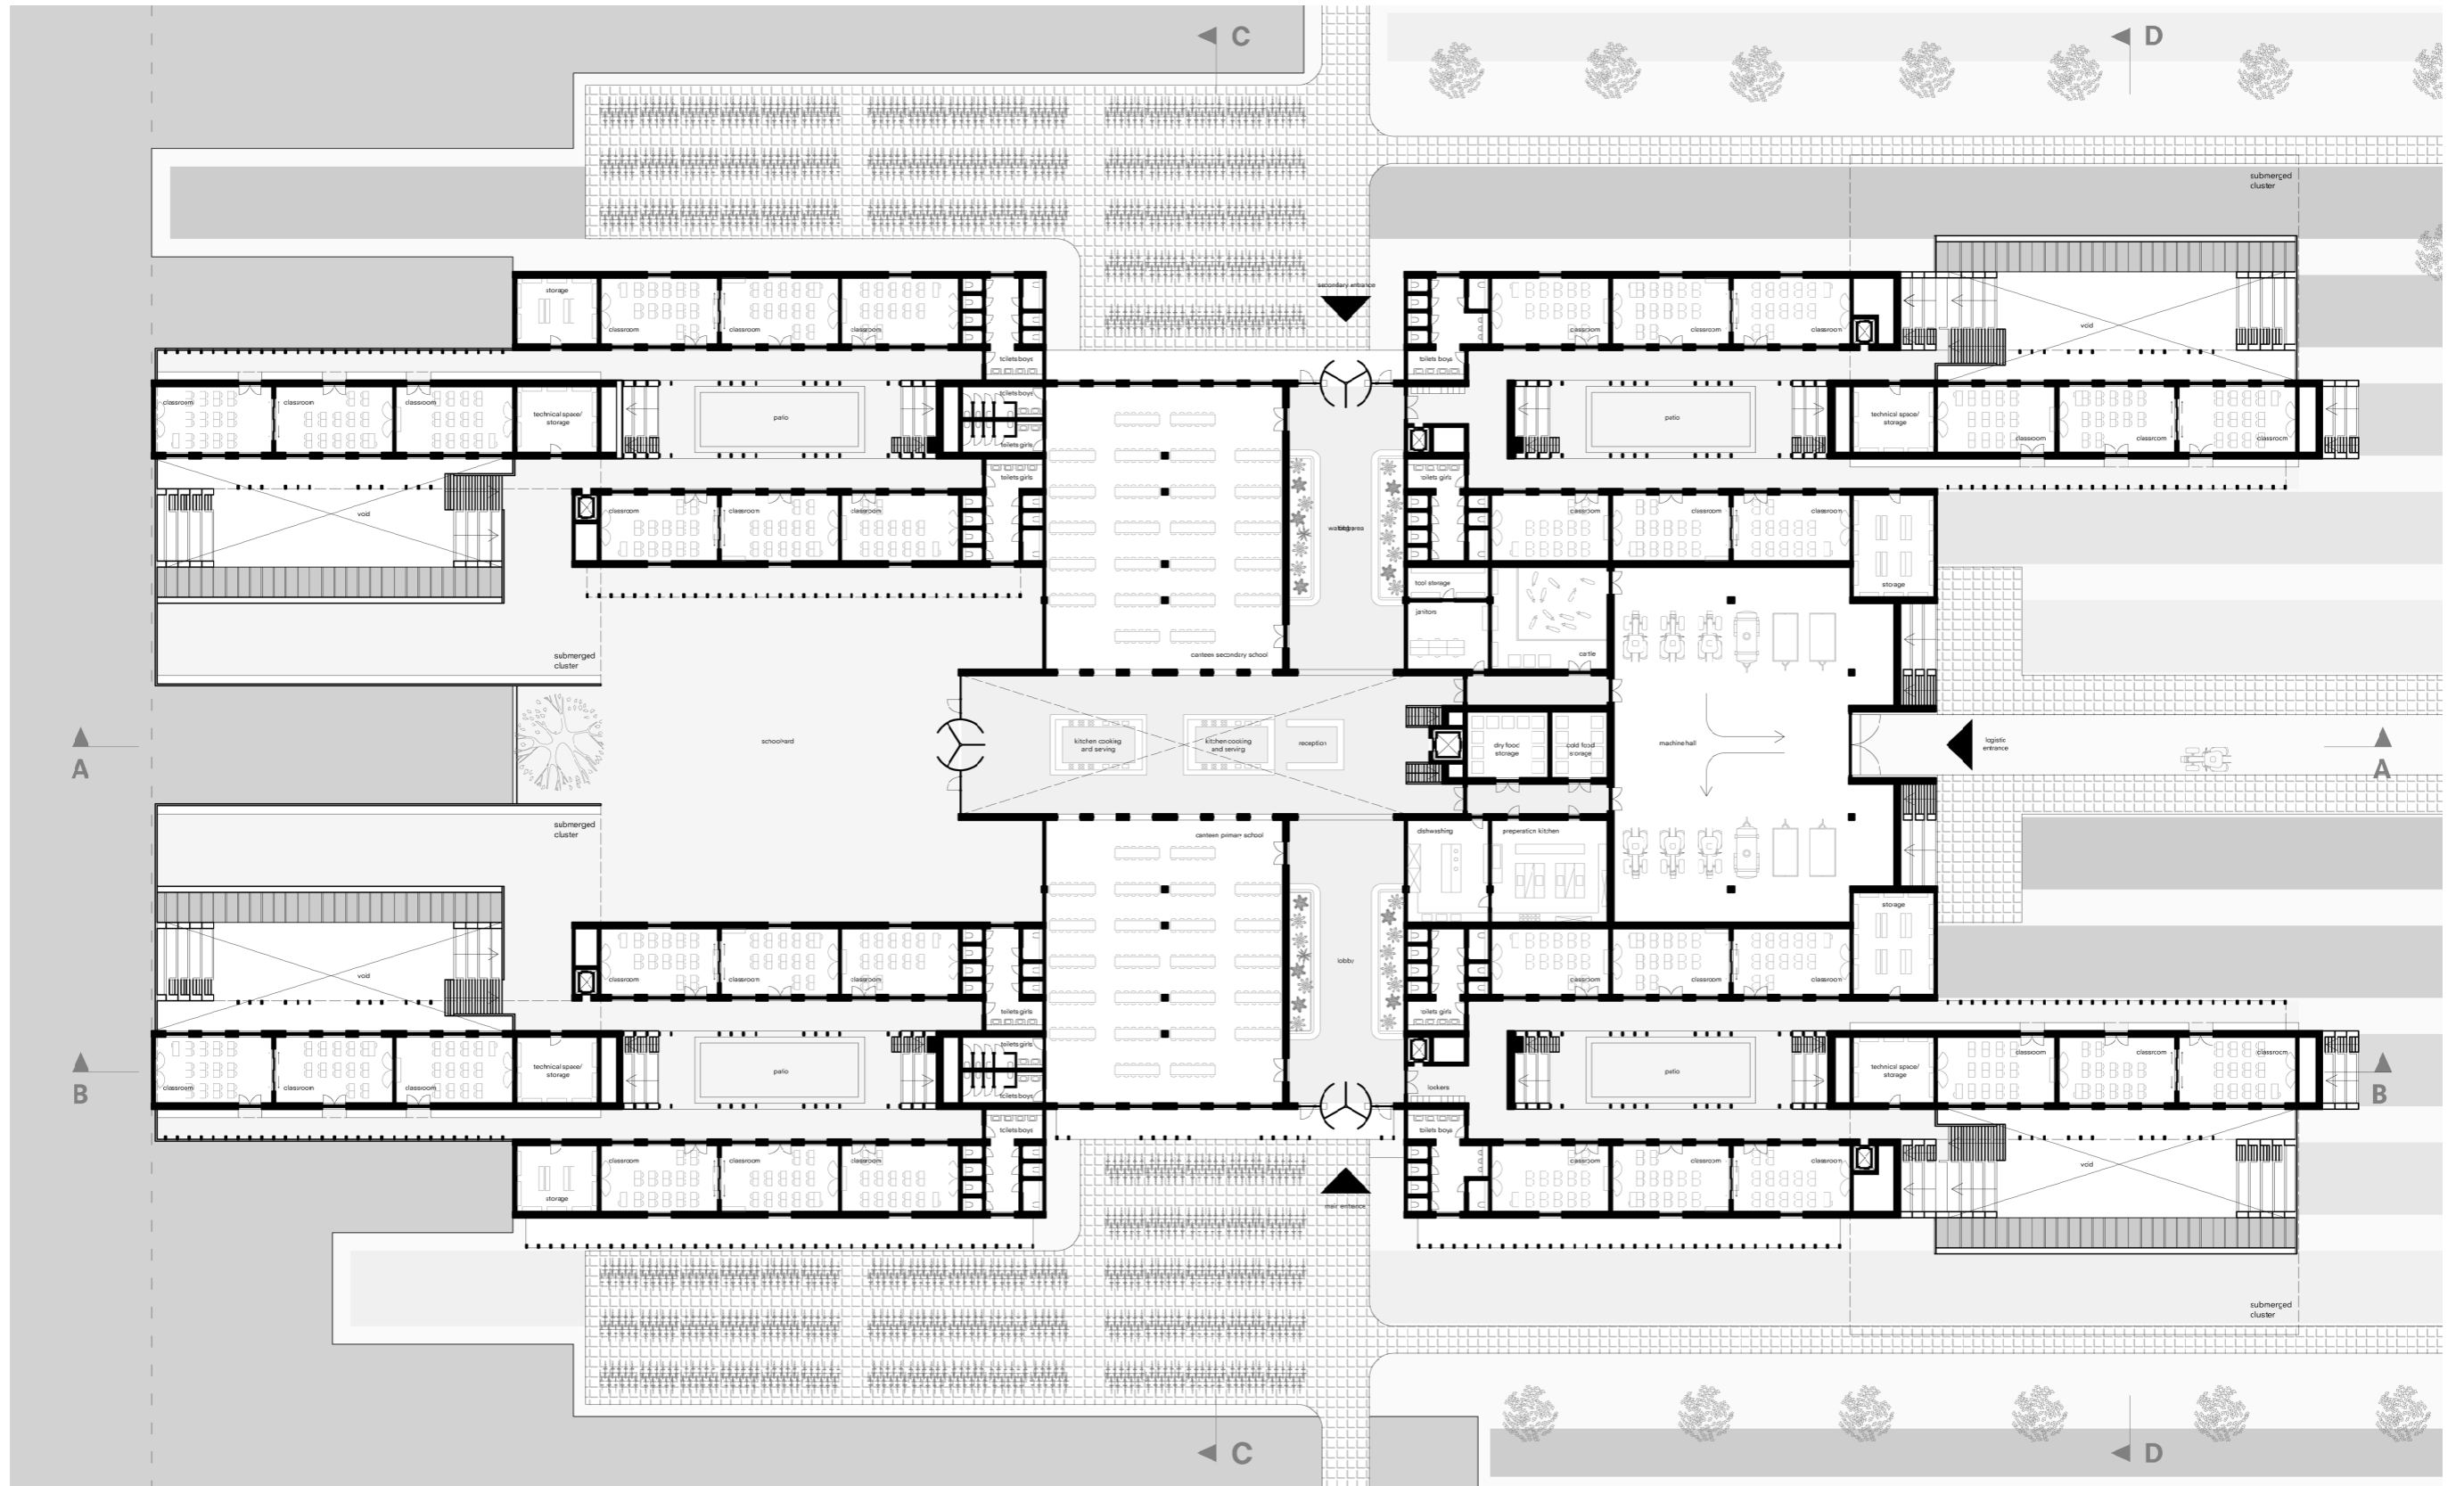 C
D
submerged
cluster
secondary entrance
storage
classroom
classroom
classroom
toilets boys
toilets boys
classroom
classroom
classroom
void
classroom
classroom
classroom
technical space/
storage
patio
toilets boys
toilets girls
patio
technical space/
storage
classroom
classroom
classroom
toilets girls
toilets girls
void
classroom
classroom
classroom
classroom
classroom
classroom
storage
tool storage
janitors
cattle
canteen secondary school
submerged
cluster
A
schoolyard
kitchen cooking
and serving
kitchen cooking
and serving
reception
dry food
storage
cold food
storage
machine hall
logistic
entrance
A
submerged
cluster
canteen primary school
dishwashing
preparation kitchen
storage
void
classroom
classroom
classroom
lobby
classroom
classroom
classroom
toilets girls
toilets girls
B
classroom
classroom
classroom
technical space/
storage
patio
toilets girls
toilets boys
lockers
patio
technical space/
storage
classroom
classroom
classroom
B
toilets boys
toilets boys
storage
classroom
classroom
classroom
classroom
classroom
classroom
void
main entrance
submerged
cluster
C
D